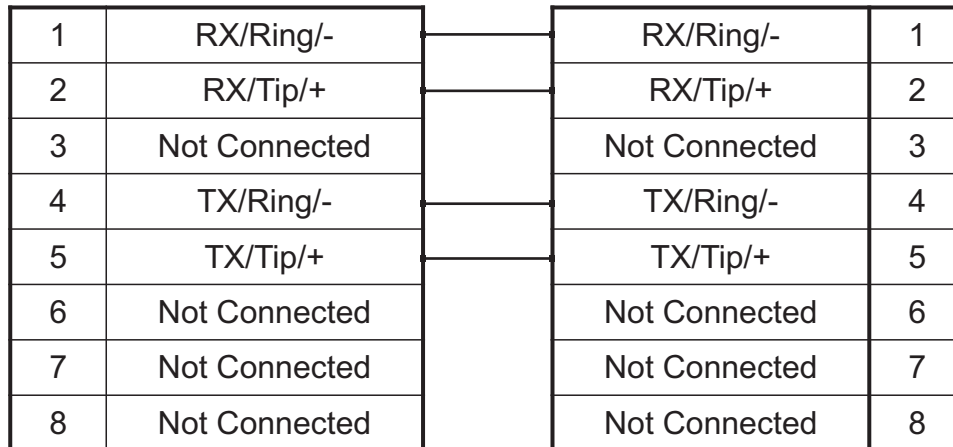 1 RX/Ring/- RX/Ring/- 1
2 RX/Tip/+ RX/Tip/+ 2
3 Not Connected Not Connected 3
4 TX/Ring/- TX/Ring/- 4
5 TX/Tip/+ TX/Tip/+ 5
6 Not Connected Not Connected 6
7 Not Connected Not Connected 7
8 Not Connected Not Connected 8